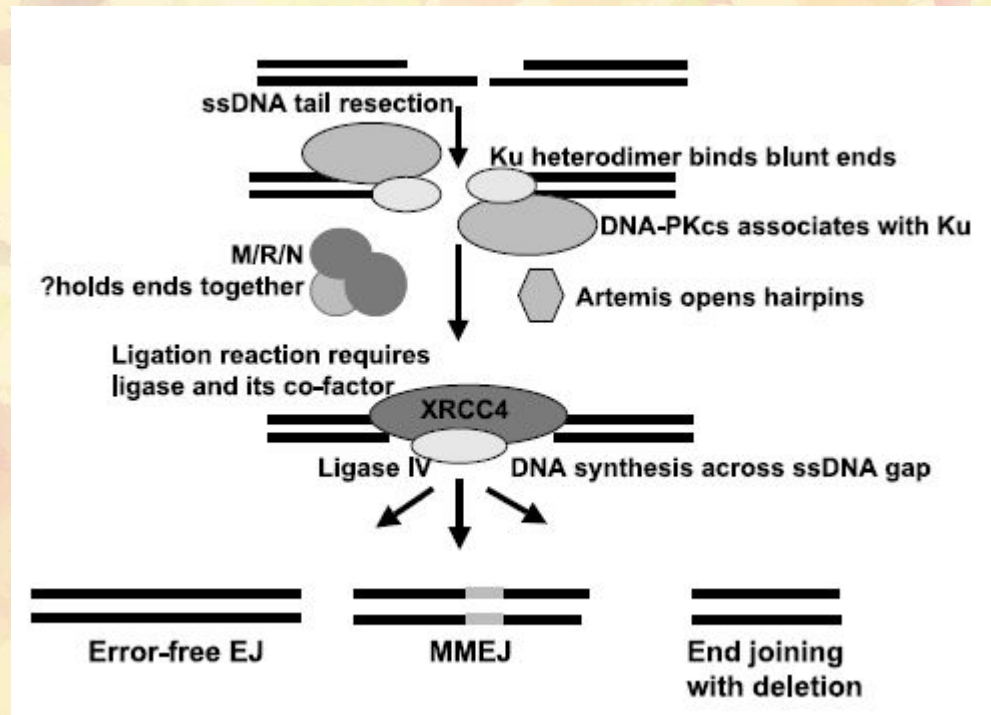 ssDNA tail resection
Ku heterodimer binds blunt ends
DNA-PKcs associates with Ku
M/R/N
?holds ends together
Artemis opens hairpins
Ligation reaction requires
ligase and its co-factor
XRCC4
Ligase IV
DNA synthesis across ssDNA gap
Error-free EJ
MMEJ
End joining
with deletion